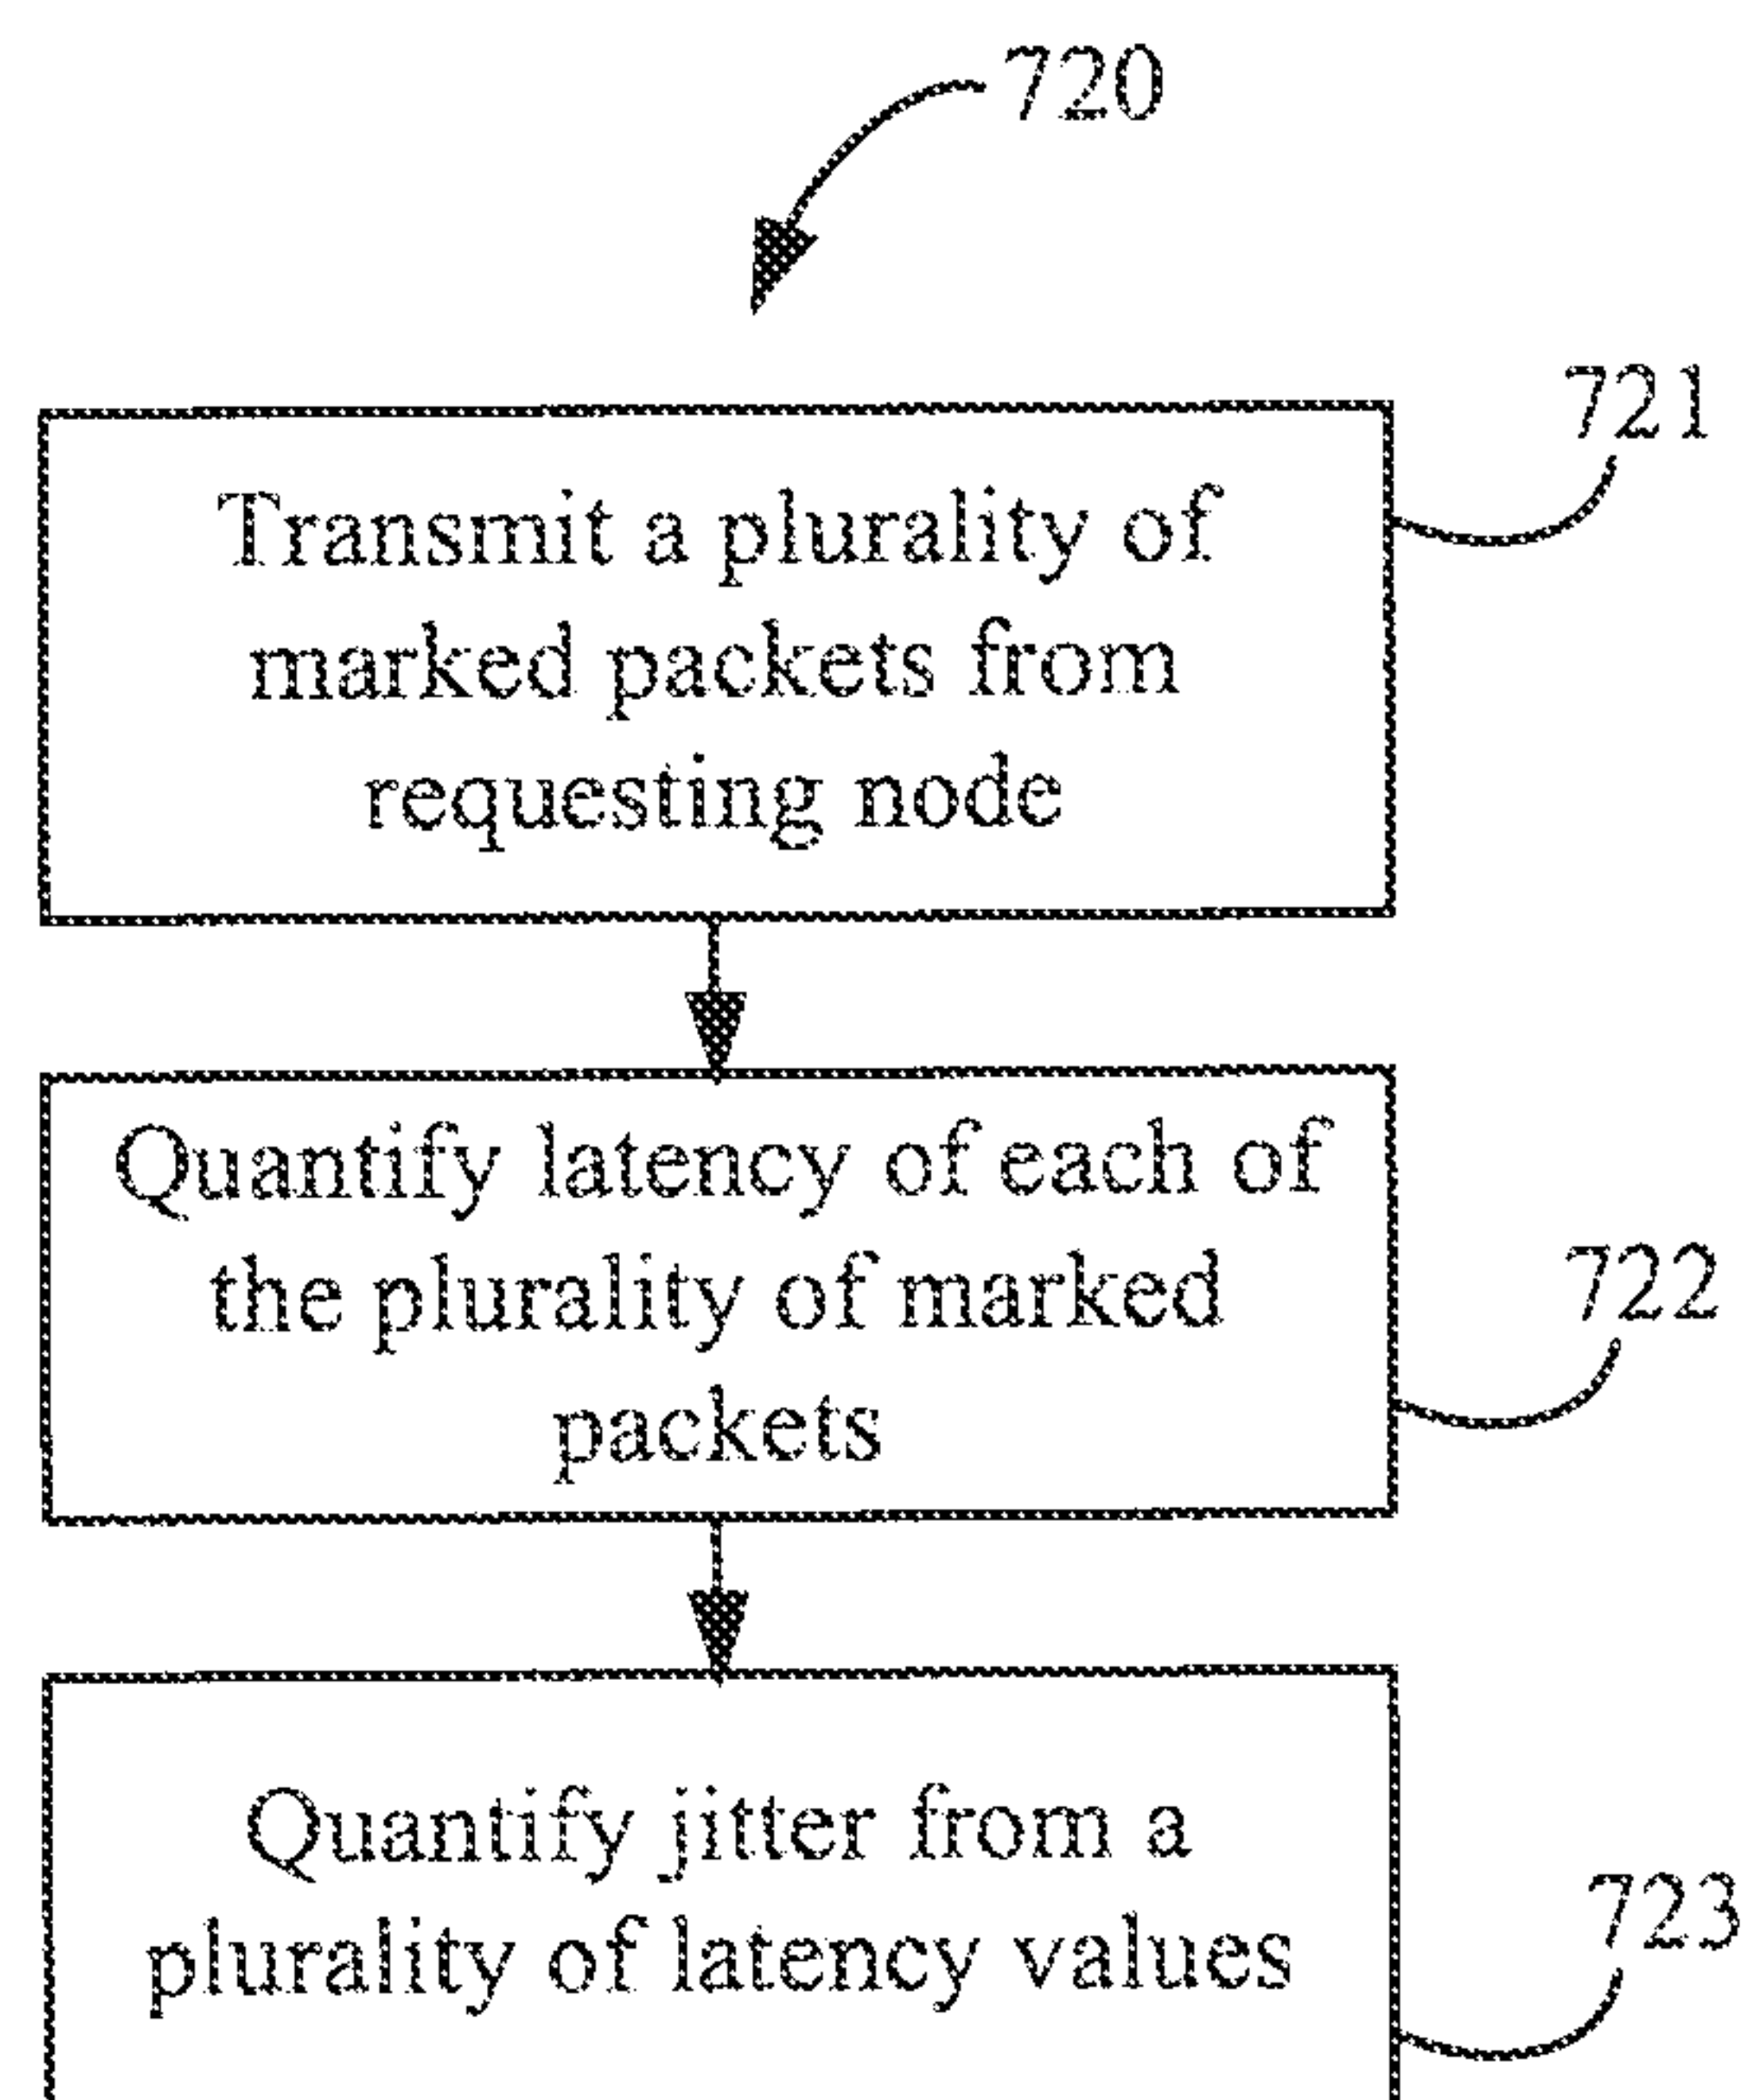 720
721
Transmit a plurality of
marked packets from
requesting node
Quantify latency of each of
the plurality of marked
packets
722
Quantify jitter from a
plurality of latency values
723